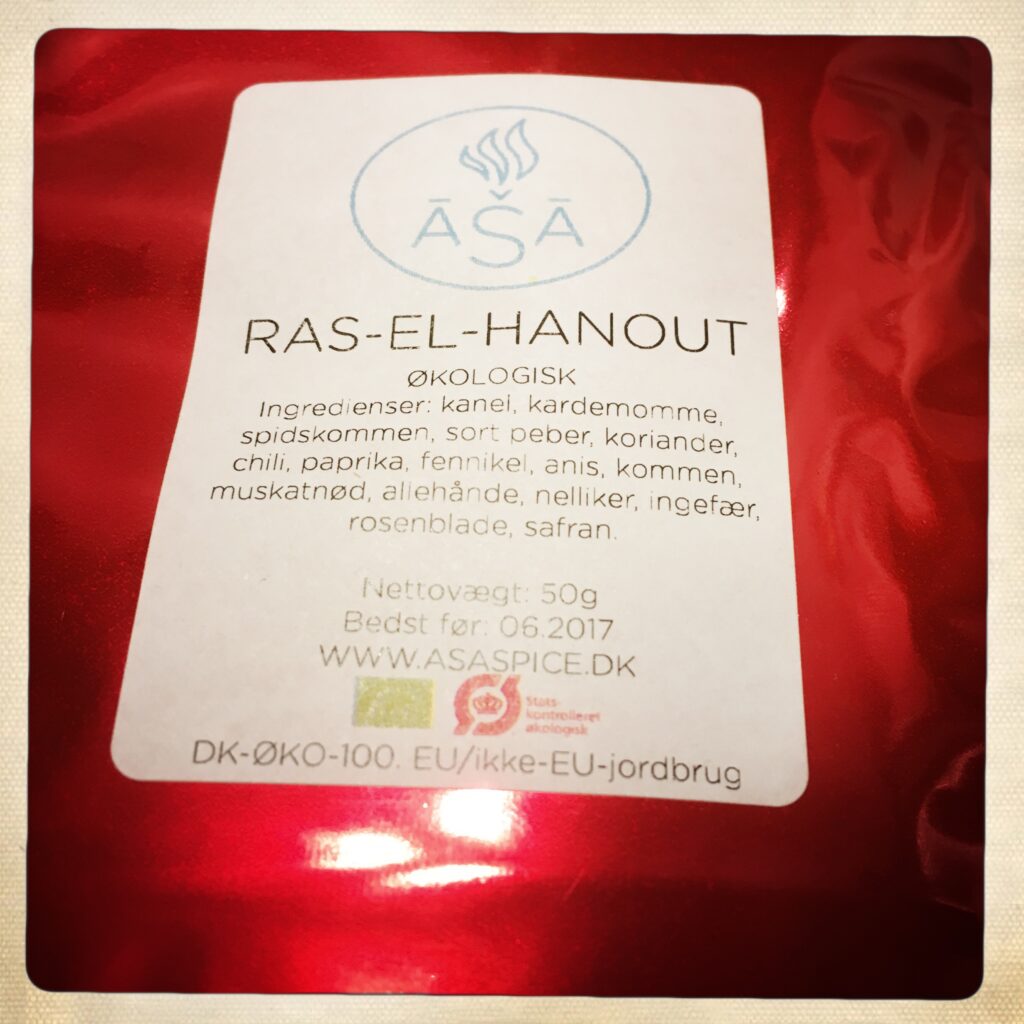 ĀŠĀ
RAS-EL-HANOUT
ØKOLOGISK
Ingredienser: kanel, kardemomme,
spidskommen, sort peber, koriander,
chili, paprika, fennikel, anis, kommen,
muskatnød, allehånde, nelliker, ingefær,
rosenblade, safran.
Nettovægt: 50g
Bedst før: 06.2017
WWW.ASASPICE.DK
Ø
Stats-
kontrolleret
økologisk
DK-ØKO-100. EU/ikke-EU-jordbrug